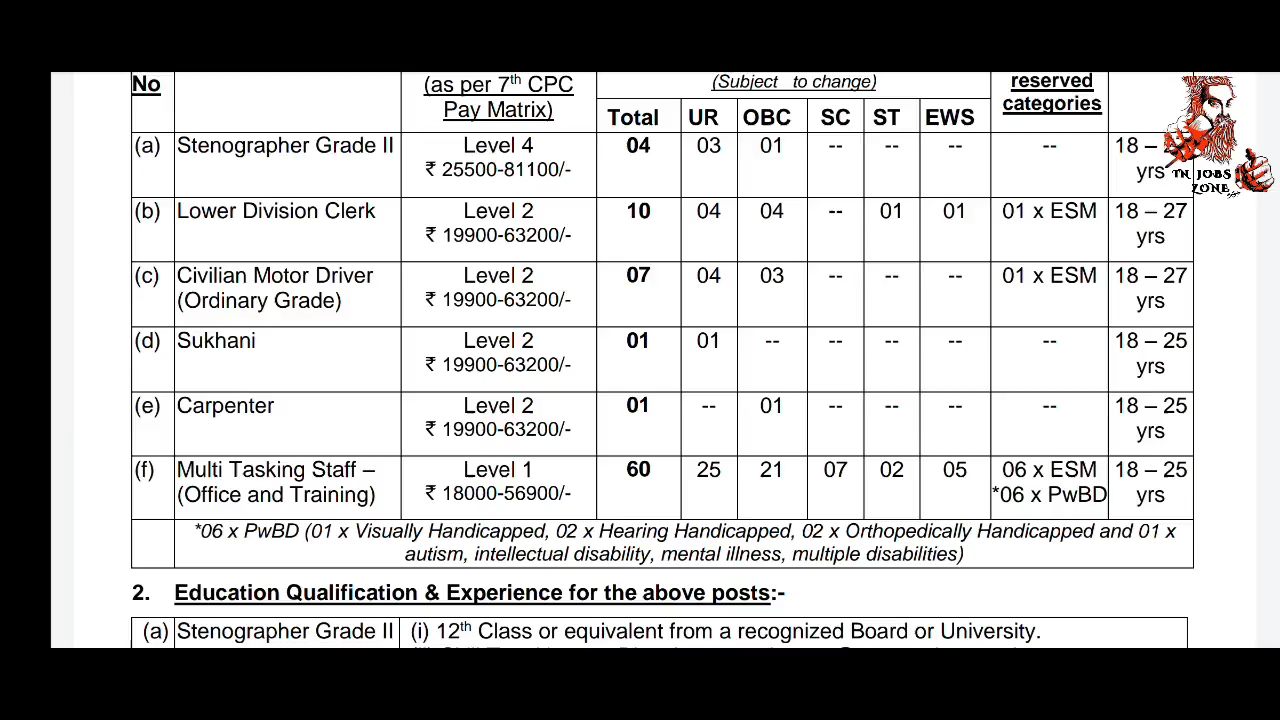 No (as per 7th CPC (Subject to change) reserved
Pay Matrix) Total UR OBC SC ST EWS categories
(a) Stenographer Grade II Level 4 04 03 01 -- -- -- -- 18 –
₹ 25500-81100/- yrs
(b) Lower Division Clerk Level 2 10 04 04 -- 01 01 01 x ESM 18 – 27
₹ 19900-63200/- yrs
(c) Civilian Motor Driver Level 2 07 04 03 -- -- -- 01 x ESM 18 – 27
(Ordinary Grade) ₹ 19900-63200/- yrs
(d) Sukhani Level 2 01 01 -- -- -- -- -- 18 – 25
₹ 19900-63200/- yrs
(e) Carpenter Level 2 01 -- 01 -- -- -- -- 18 – 25
₹ 19900-63200/- yrs
(f) Multi Tasking Staff – Level 1 60 25 21 07 02 05 06 x ESM 18 – 25
(Office and Training) ₹ 18000-56900/- *06 x PwBD yrs
*06 x PwBD (01 x Visually Handicapped, 02 x Hearing Handicapped, 02 x Orthopedically Handicapped and 01 x
autism, intellectual disability, mental illness, multiple disabilities)
2. Education Qualification & Experience for the above posts:-
(a) Stenographer Grade II (i) 12th Class or equivalent from a recognized Board or University.
TN JOBS
ZONE